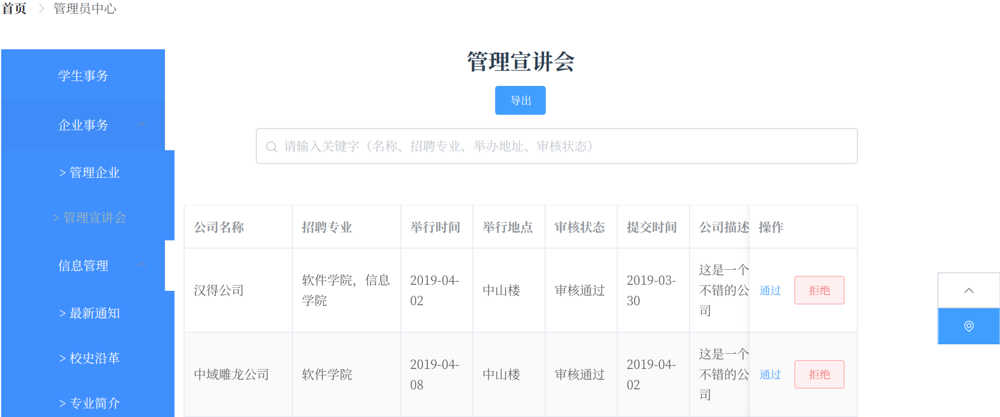 首页 > 管理员中心
学生事务
企业事务
> 管理企业
> 管理宣讲会
信息管理
> 最新通知
> 校史沿革
> 专业简介
管理宣讲会
导出
请输入关键字（名称、招聘专业、举办地址、审核状态）
公司名称 招聘专业 举行时间 举行地点 审核状态 提交时间 公司描述 操作
汉得公司 软件学院，信息 2019-04- 中山楼 审核通过 2019-03- 这是一个 通过 拒绝
学院 02 30 不错的公
司
中域雕龙公司 软件学院 2019-04- 中山楼 审核通过 2019-04- 这是一个 通过 拒绝
08 02 不错的公
司